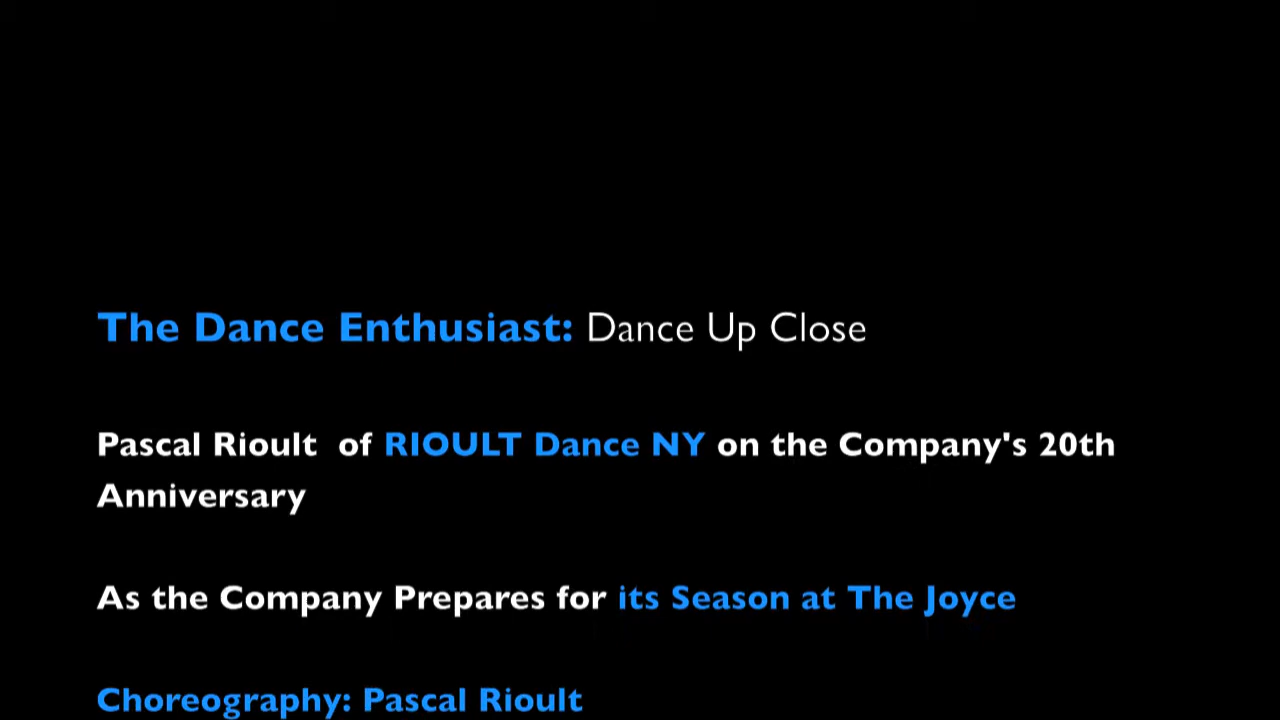 The Dance Enthusiast: Dance Up Close
Pascal Rioult  of RIOULT Dance NY on the Company's 20th
Anniversary
As the Company Prepares for its Season at The Joyce
Choreography: Pascal Rioult